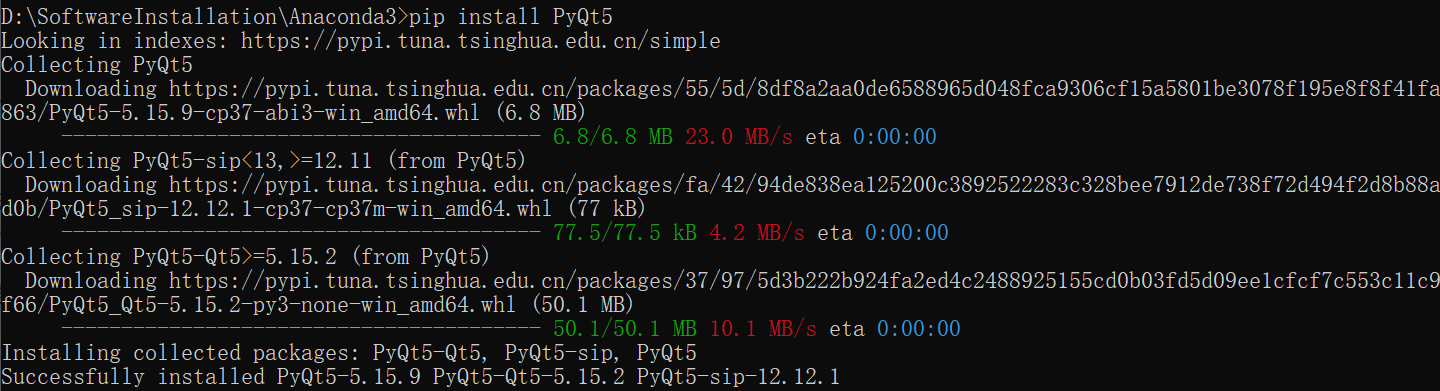 D:\SoftwareInstallation\Anaconda3>pip install PyQt5
Looking in indexes: https://pypi.tuna.tsinghua.edu.cn/simple
Collecting PyQt5
Downloading https://pypi.tuna.tsinghua.edu.cn/packages/55/5d/8df8a2aa0de6588965d048fca9306cf15a5801be3078f195e8f8f41fa
863/PyQt5-5.15.9-cp37-abi3-win_amd64.whl (6.8 MB)
---------------------------------------- 6.8/6.8 MB 23.0 MB/s eta 0:00:00
Collecting PyQt5-sip<13,>=12.11 (from PyQt5)
Downloading https://pypi.tuna.tsinghua.edu.cn/packages/fa/42/94de838ea125200c3892522283c328bee7912de738f72d494f2d8b88a
d0b/PyQt5_sip-12.12.1-cp37-cp37m-win_amd64.whl (77 kB)
---------------------------------------- 77.5/77.5 kB 4.2 MB/s eta 0:00:00
Collecting PyQt5-Qt5>=5.15.2 (from PyQt5)
Downloading https://pypi.tuna.tsinghua.edu.cn/packages/37/97/5d3b222b924fa2ed4c2488925155cd0b03fd5d09ee1cfcf7c553c11c9
f66/PyQt5_Qt5-5.15.2-py3-none-win_amd64.whl (50.1 MB)
---------------------------------------- 50.1/50.1 MB 10.1 MB/s eta 0:00:00
Installing collected packages: PyQt5-Qt5, PyQt5-sip, PyQt5
Successfully installed PyQt5-5.15.9 PyQt5-Qt5-5.15.2 PyQt5-sip-12.12.1